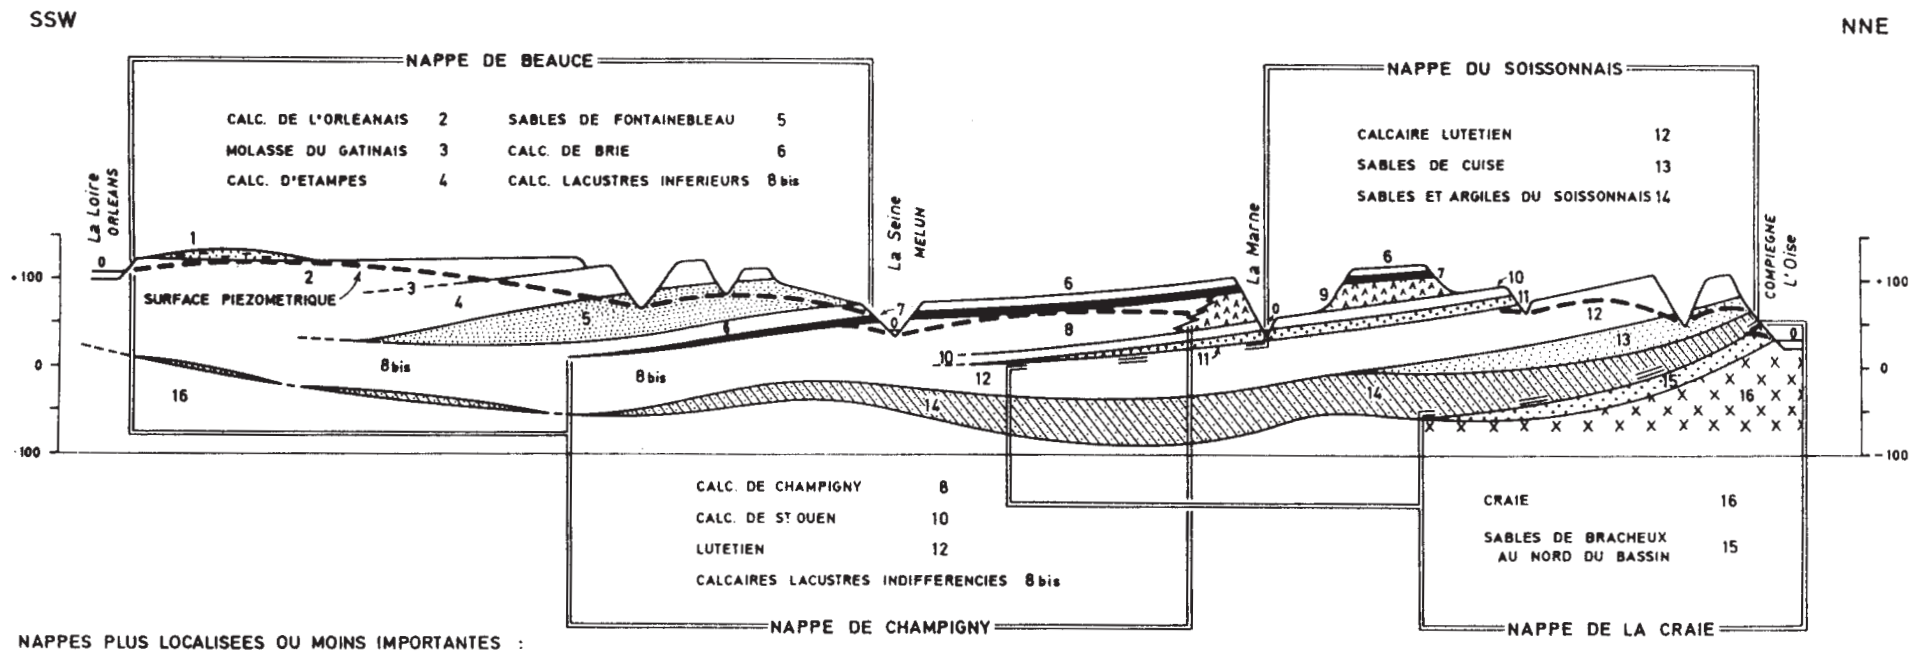 SSW
NNE
NAPPE DE BEAUCE
CALC. DE L'ORLEANAIS 2
MOLASSE DU GATINAIS 3
CALC. D'ETAMPES 4
SABLES DE FONTAINEBLEAU 5
CALC. DE BRIE 6
CALC. LACUSTRES INFERIEURS 8 bis
NAPPE DU SOISSONNAIS
CALCAIRE LUTETIEN 12
SABLES DE CUISE 13
SABLES ET ARGILES DU SOISSONNAIS 14
La Loire
ORLEANS
La Seine
MELUN
La Marne
COMPIEGNE
L'Oise
+100
0
-100
0
1
2
SURFACE PIEZOMETRIQUE
3
4
5
6
7
0
8 bis
8 bis
16
6
8
10
11
12
14
0
9
6
7
10
11
12
13
14
15
16
0
+100
0
-100
CALC. DE CHAMPIGNY 8
CALC. DE St OUEN 10
LUTETIEN 12
CALCAIRES LACUSTRES INDIFFERENCIES 8 bis
NAPPE DE CHAMPIGNY
CRAIE 16
SABLES DE BRACHEUX
AU NORD DU BASSIN 15
NAPPE DE LA CRAIE
NAPPES PLUS LOCALISEES OU MOINS IMPORTANTES :